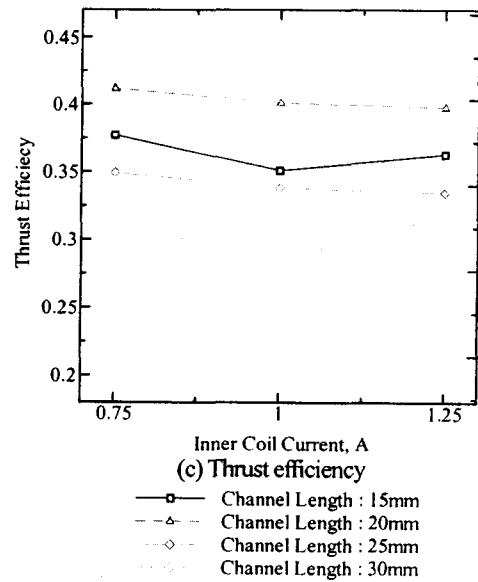 0.45
0.4
0.35
0.3
0.25
0.2
Thrust Efficiecy
0.75 1 1.25
Inner Coil Current, A
(c) Thrust efficiency
Channel Length : 15mm
Channel Length : 20mm
Channel Length : 25mm
Channel Length : 30mm